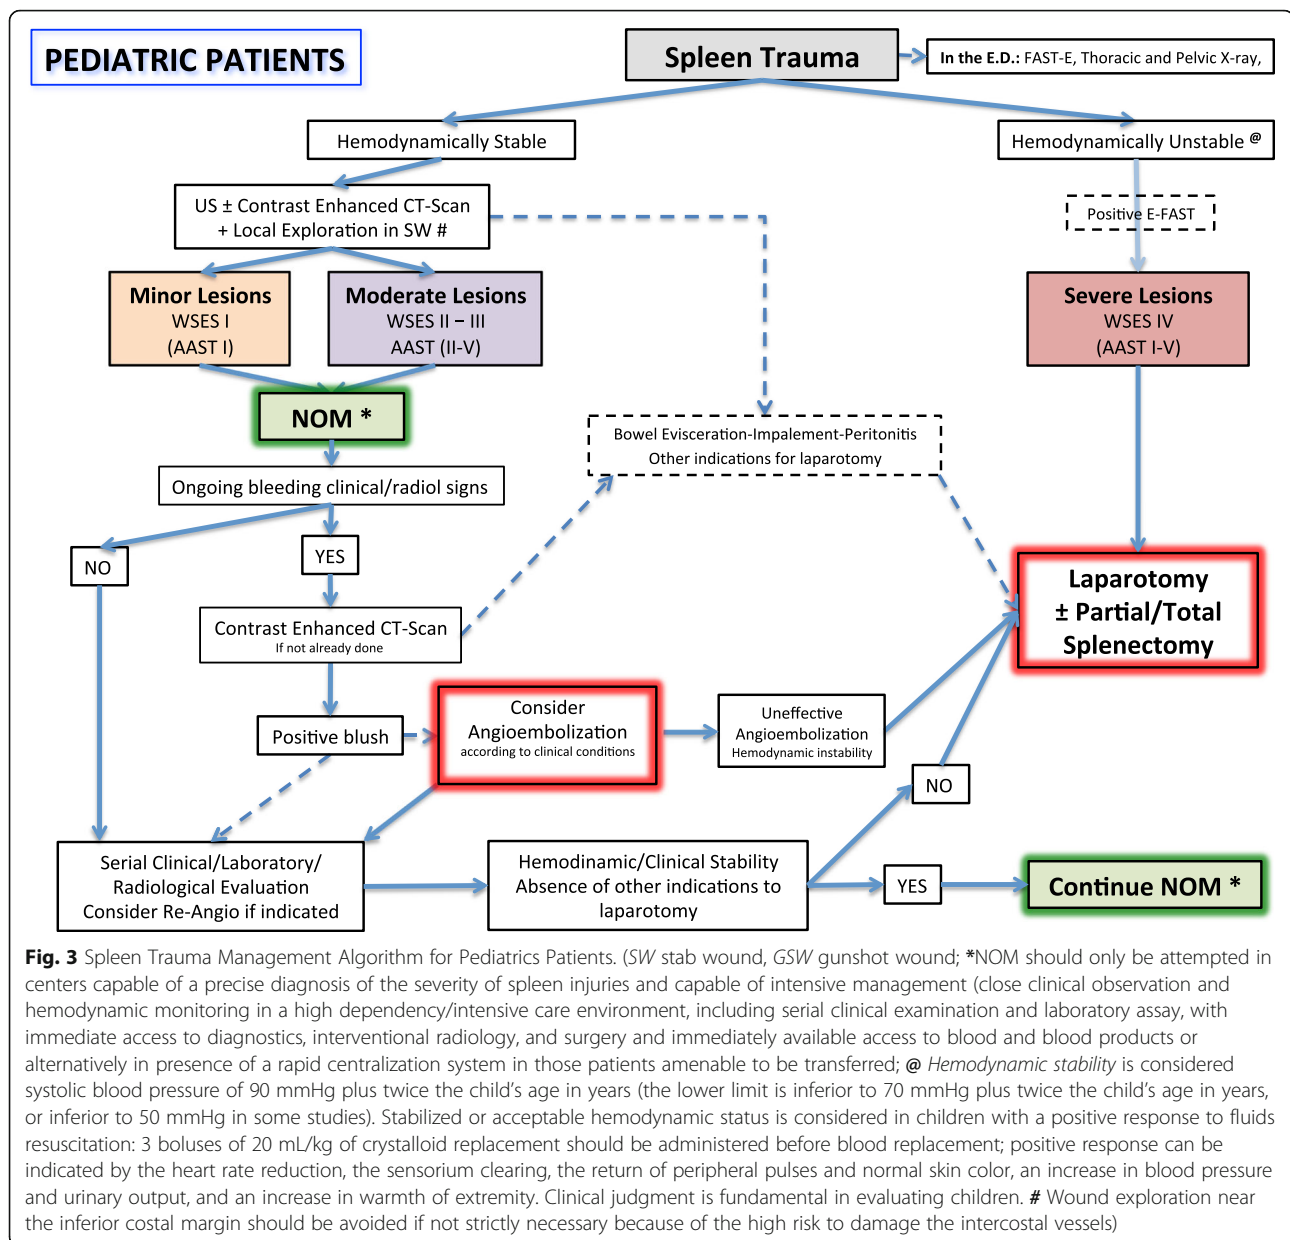 PEDIATRIC PATIENTS
Spleen Trauma
In the E.D.: FAST-E, Thoracic and Pelvic X-ray,
Hemodynamically Stable
Hemodynamically Unstable @
US ± Contrast Enhanced CT-Scan
+ Local Exploration in SW #
Positive E-FAST
Minor Lesions
WSES I
(AAST I)
Moderate Lesions
WSES II – III
AAST (II-V)
Severe Lesions
WSES IV
(AAST I-V)
NOM *
Bowel Evisceration-Impalement-Peritonitis
Other indications for laparotomy
Ongoing bleeding clinical/radiol signs
NO
YES
Laparotomy
± Partial/Total
Splenectomy
Contrast Enhanced CT-Scan
If not already done
Positive blush
Consider
Angioembolization
according to clinical conditions
Uneffective
Angioembolization
Hemodynamic instability
NO
Serial Clinical/Laboratory/
Radiological Evaluation
Consider Re-Angio if indicated
Hemodinamic/Clinical Stability
Absence of other indications to
laparotomy
YES
Continue NOM *
Fig. 3 Spleen Trauma Management Algorithm for Pediatrics Patients. (SW stab wound, GSW gunshot wound; *NOM should only be attempted in
centers capable of a precise diagnosis of the severity of spleen injuries and capable of intensive management (close clinical observation and
hemodynamic monitoring in a high dependency/intensive care environment, including serial clinical examination and laboratory assay, with
immediate access to diagnostics, interventional radiology, and surgery and immediately available access to blood and blood products or
alternatively in presence of a rapid centralization system in those patients amenable to be transferred; @ Hemodynamic stability is considered
systolic blood pressure of 90 mmHg plus twice the child's age in years (the lower limit is inferior to 70 mmHg plus twice the child's age in years,
or inferior to 50 mmHg in some studies). Stabilized or acceptable hemodynamic status is considered in children with a positive response to fluids
resuscitation: 3 boluses of 20 mL/kg of crystalloid replacement should be administered before blood replacement; positive response can be
indicated by the heart rate reduction, the sensorium clearing, the return of peripheral pulses and normal skin color, an increase in blood pressure
and urinary output, and an increase in warmth of extremity. Clinical judgment is fundamental in evaluating children. # Wound exploration near
the inferior costal margin should be avoided if not strictly necessary because of the high risk to damage the intercostal vessels)